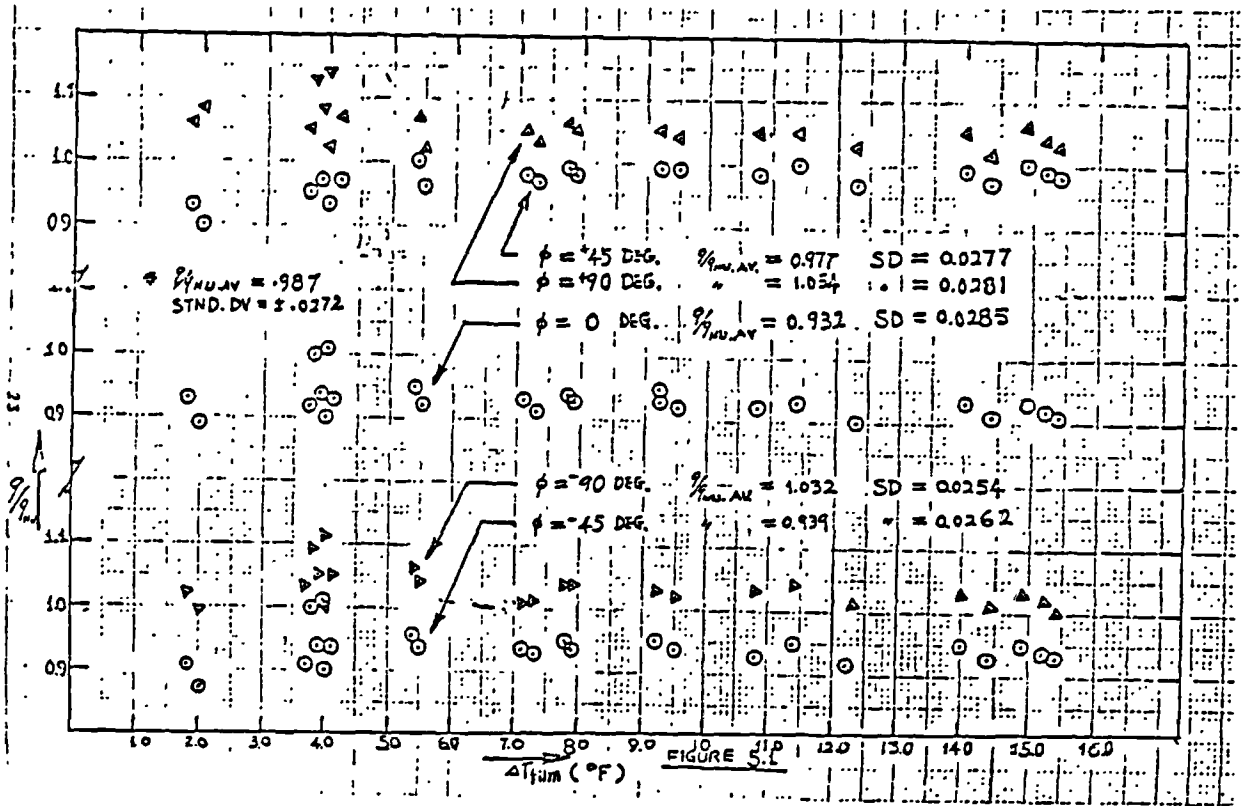 1.1
1.0
0.9
φ = +45 DEG. q/qNU.AV. = 0.977 SD = 0.0277
φ = +90 DEG. " = 1.054 = 0.0281
* q/qNU.AV = .987
STND. DV = ±.0272
φ = 0 DEG. q/qNU.AV = 0.932 SD = 0.0285
1.0
0.9
23
q/qNU
φ = -90 DEG. q/qNU.AV. = 1.032 SD = 0.0254
φ = -45 DEG. " = 0.939 " = 0.0262
1.1
1.0
0.9
1.0 2.0 3.0 4.0 5.0 6.0 7.0 8.0 9.0 10.0 11.0 12.0 13.0 14.0 15.0 16.0
ΔTfilm (°F)
FIGURE 5.1